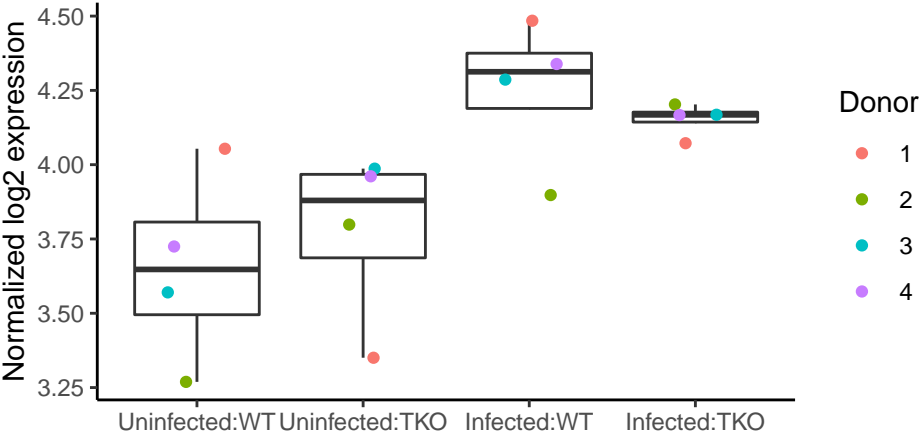 Normalized log2 expression
4.50
4.25
4.00
3.75
3.50
3.25
Uninfected:WT
Uninfected:TKO
Infected:WT
Infected:TKO
Donor
1
2
3
4